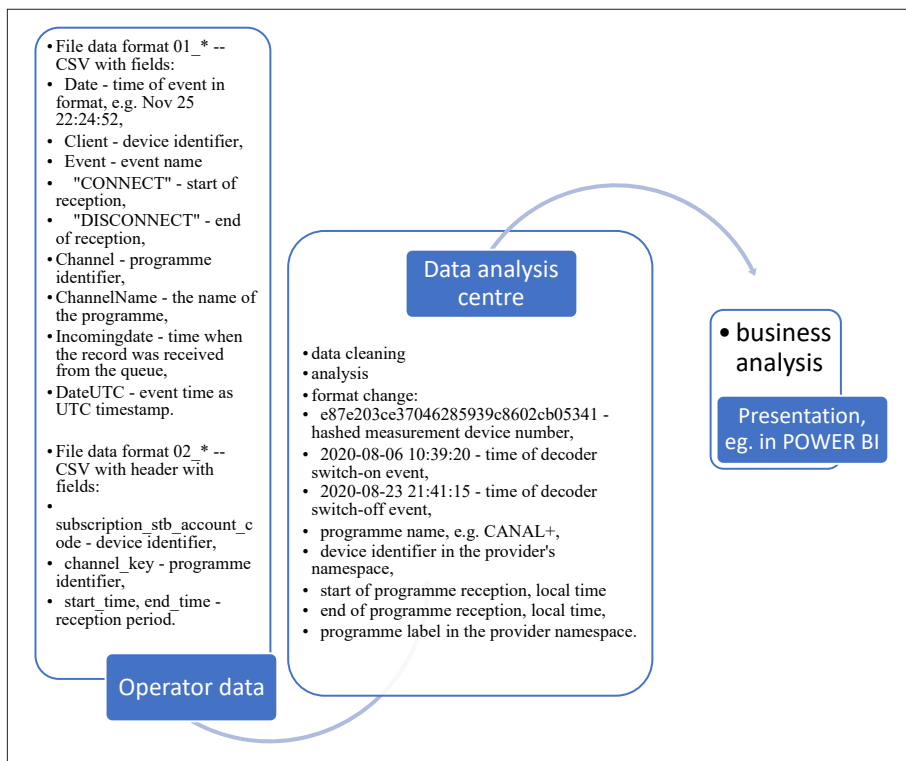 • File data format 01_* --
CSV with fields:
• Date - time of event in
format, e.g. Nov 25
22:24:52,
• Client - device identifier,
• Event - event name
• "CONNECT" - start of
reception,
• "DISCONNECT" - end
of reception,
• Channel - programme
identifier,
• ChannelName - the name of
the programme,
• Incomingdate - time when
the record was received
from the queue,
• DateUTC - event time as
UTC timestamp.
• File data format 02_* --
CSV with header with
fields:
•
subscription_stb_account_c
ode - device identifier,
• channel_key - programme
identifier,
• start_time, end_time -
reception period.
Operator data
Data analysis
centre
• data cleaning
• analysis
• format change:
• e87e203ce37046285939c8602cb05341 -
hashed measurement device number,
• 2020-08-06 10:39:20 - time of decoder
switch-on event,
• 2020-08-23 21:41:15 - time of decoder
switch-off event,
• programme name, e.g. CANAL+,
• device identifier in the provider's
namespace,
• start of programme reception, local time
• end of programme reception, local time,
• programme label in the provider namespace.
• business
analysis
Presentation,
eg. in POWER BI